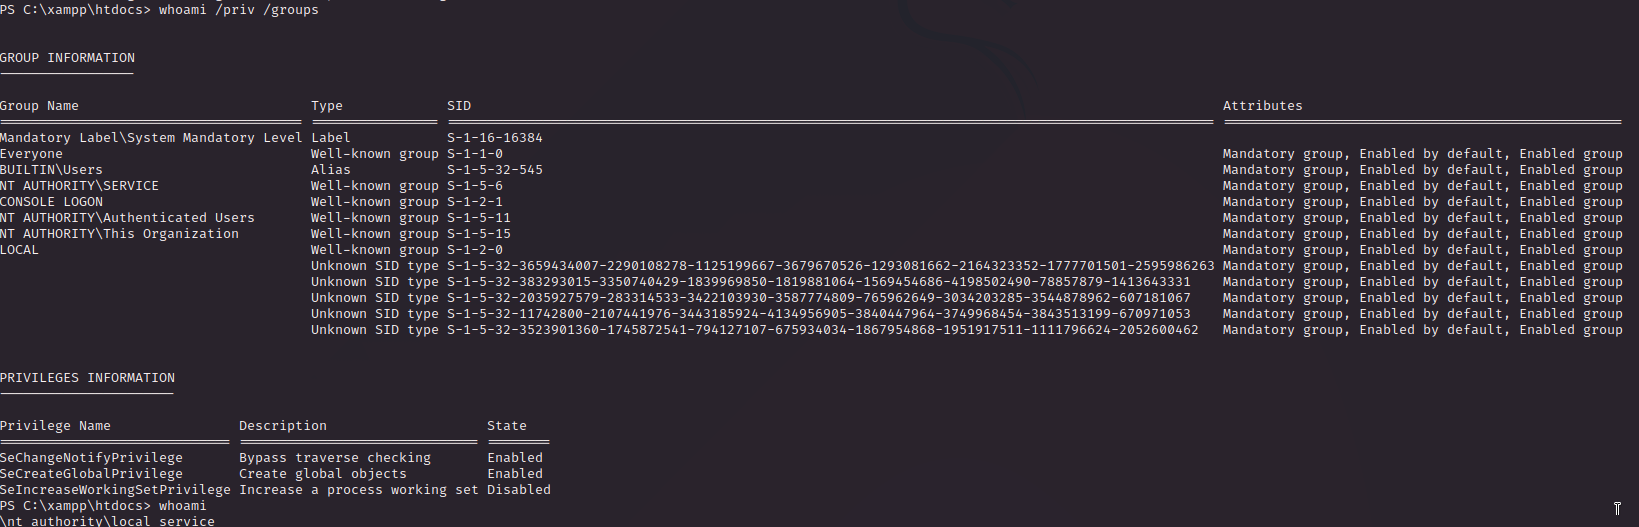 PS C:\xampp\htdocs> whoami /priv /groups
GROUP INFORMATION
Group Name Type SID Attributes
Mandatory Label\System Mandatory Level Label S-1-16-16384
Everyone Well-known group S-1-1-0 Mandatory group, Enabled by default, Enabled group
BUILTIN\Users Alias S-1-5-32-545 Mandatory group, Enabled by default, Enabled group
NT AUTHORITY\SERVICE Well-known group S-1-5-6 Mandatory group, Enabled by default, Enabled group
CONSOLE LOGON Well-known group S-1-2-1 Mandatory group, Enabled by default, Enabled group
NT AUTHORITY\Authenticated Users Well-known group S-1-5-11 Mandatory group, Enabled by default, Enabled group
NT AUTHORITY\This Organization Well-known group S-1-5-15 Mandatory group, Enabled by default, Enabled group
LOCAL Well-known group S-1-2-0 Mandatory group, Enabled by default, Enabled group
Unknown SID type S-1-5-32-3659434007-2290108278-1125199667-3679670526-1293081662-2164323352-1777701501-2595986263 Mandatory group, Enabled by default, Enabled group
Unknown SID type S-1-5-32-383293015-3350740429-1839969850-1819881064-1569454686-4198502490-78857879-1413643331 Mandatory group, Enabled by default, Enabled group
Unknown SID type S-1-5-32-2035927579-283314533-3422103930-3587774809-765962649-3034203285-3544878962-607181067 Mandatory group, Enabled by default, Enabled group
Unknown SID type S-1-5-32-11742800-2107441976-3443185924-4134956905-3840447964-3749968454-3843513199-670971053 Mandatory group, Enabled by default, Enabled group
Unknown SID type S-1-5-32-3523901360-1745872541-794127107-675934034-1867954868-1951917511-1111796624-2052600462 Mandatory group, Enabled by default, Enabled group
PRIVILEGES INFORMATION
Privilege Name Description State
SeChangeNotifyPrivilege Bypass traverse checking Enabled
SeCreateGlobalPrivilege Create global objects Enabled
SeIncreaseWorkingSetPrivilege Increase a process working set Disabled
PS C:\xampp\htdocs> whoami
\nt authority\local service